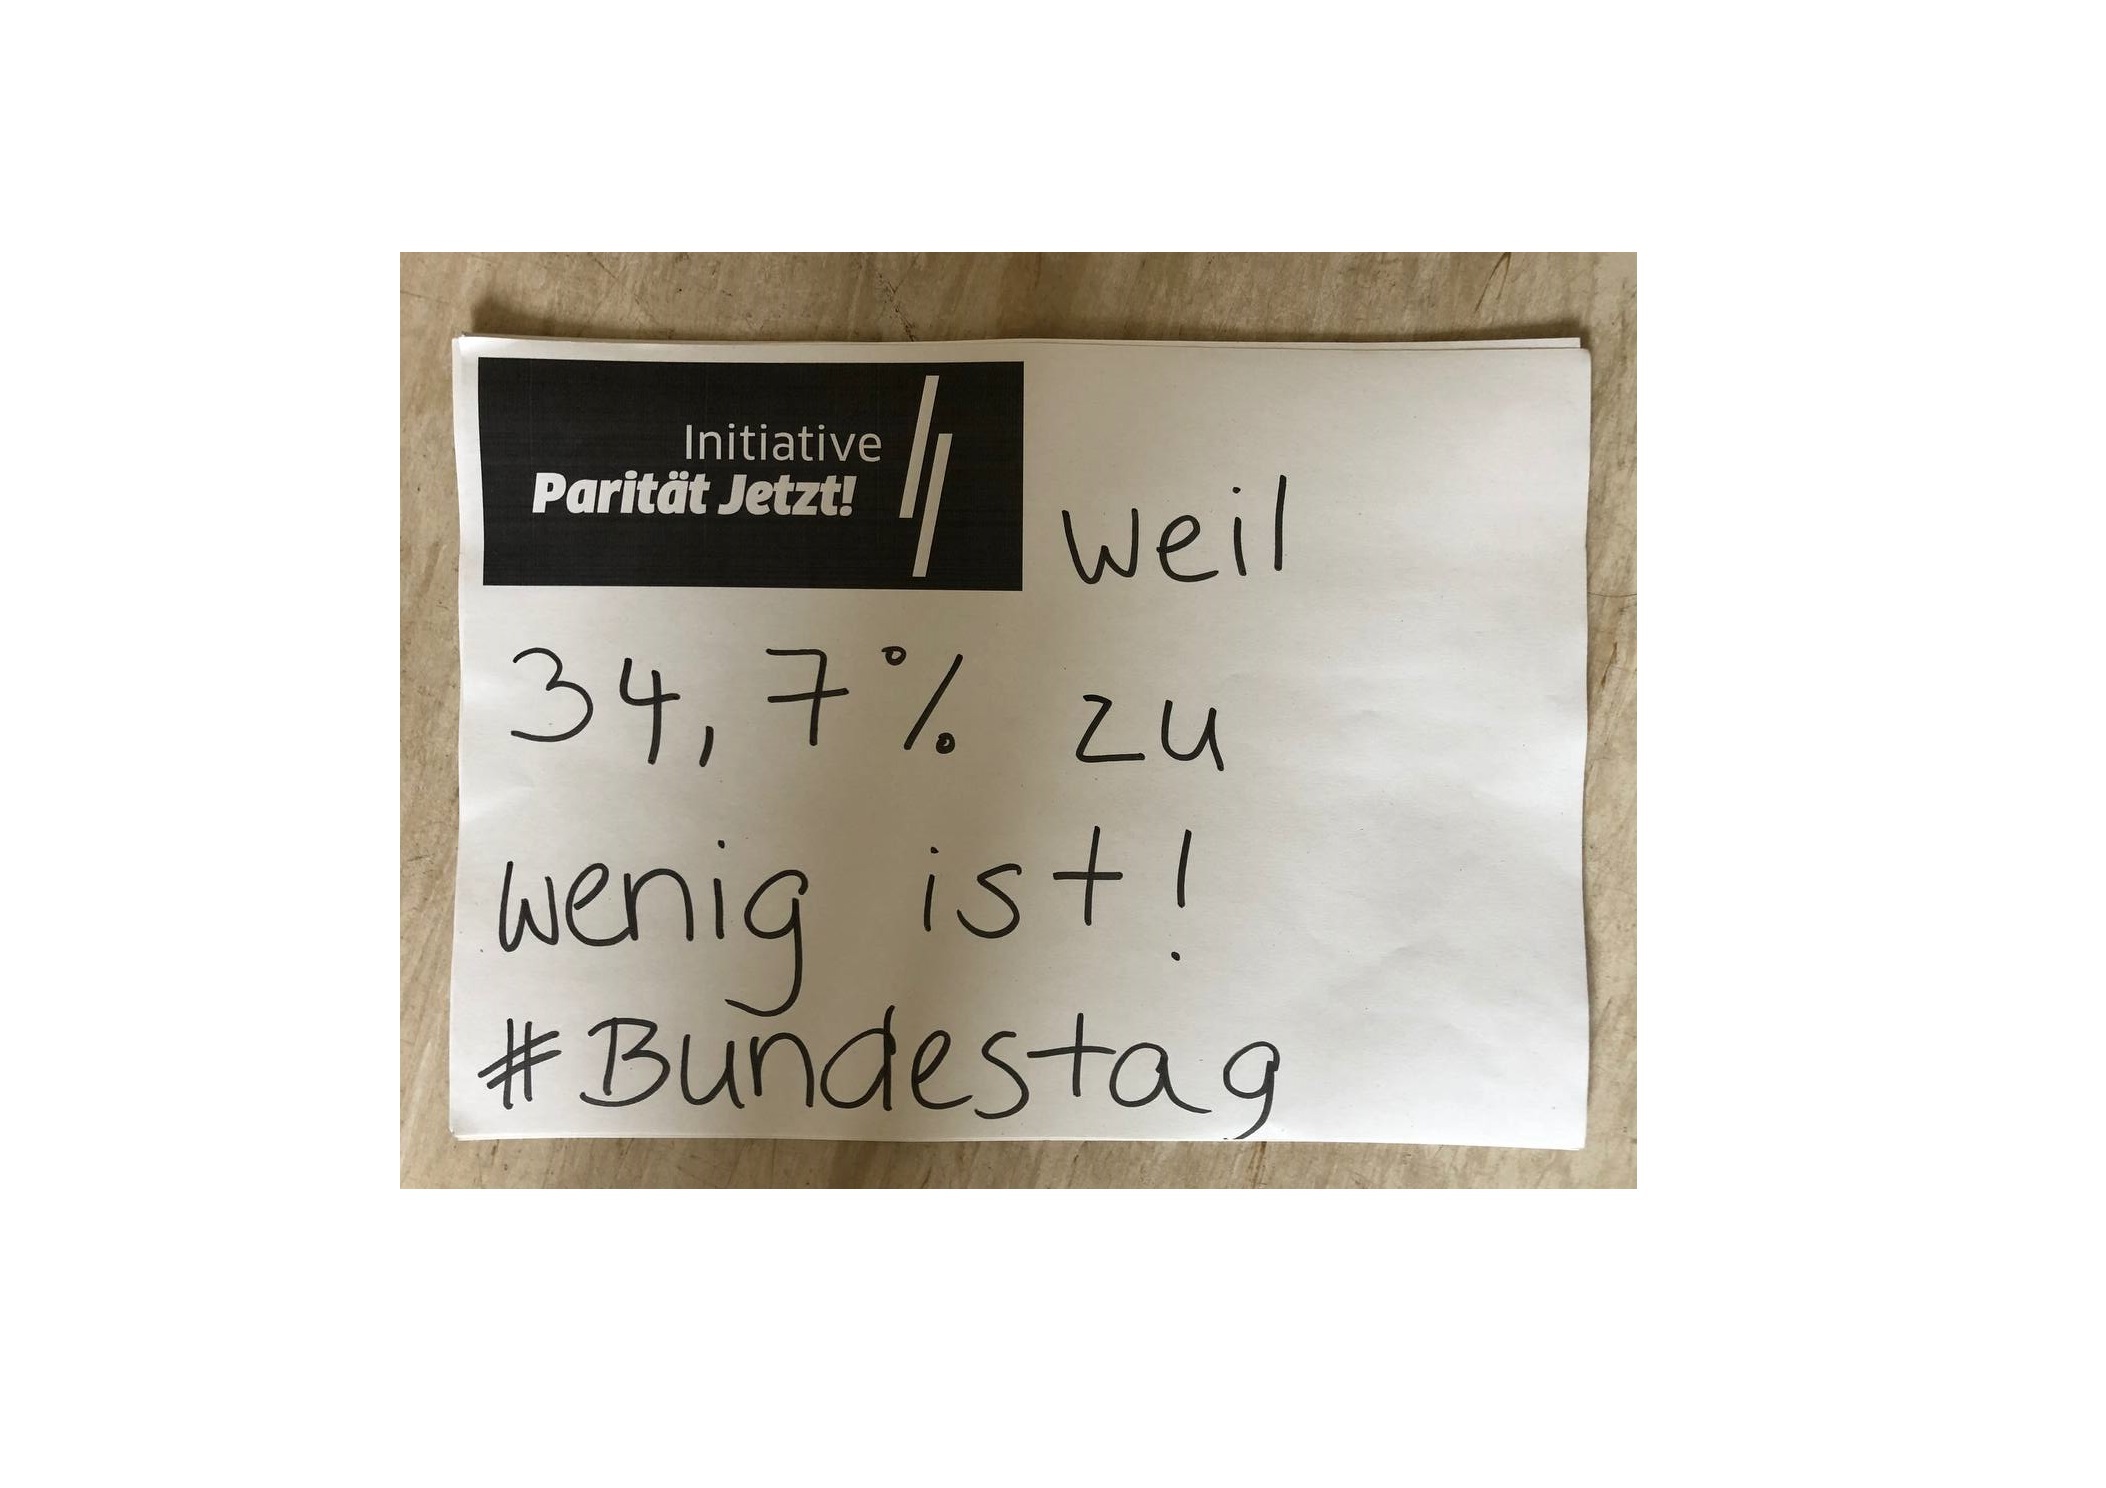 Initiative
Parität Jetzt!
weil
34,7% zu
wenig ist!
#Bundestag